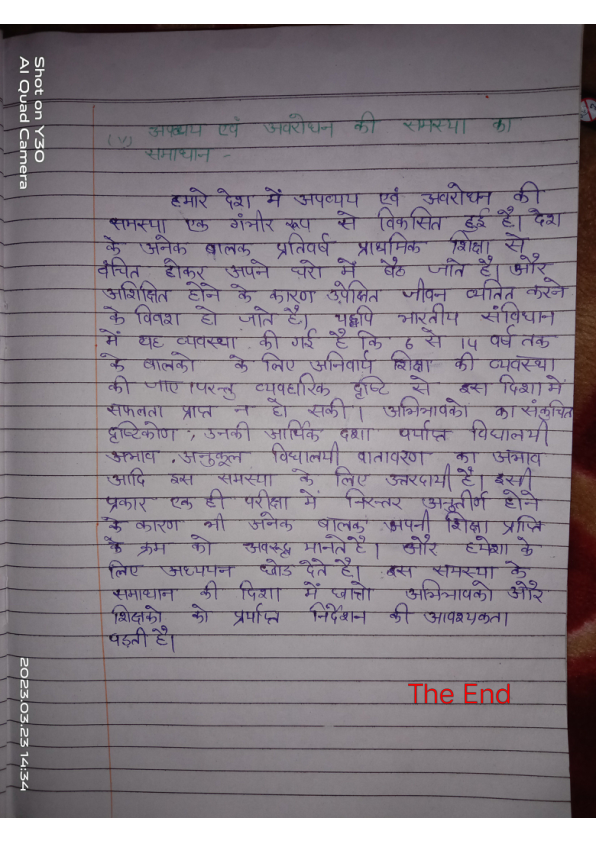 (V) अपव्यय एवं अवरोधन की समस्या का
समाधान -
हमारे देश में अपव्यय एवं अवरोधन की
समस्या एक गंभीर रूप से विकसित हुई है। देश
के अनेक बालक प्रतिवर्ष प्राथमिक शिक्षा से
वंचित होकर अपने घरो में बैठ जाते है। और
अशिक्षित होने के कारण उपेक्षित जीवन व्यतित करने
के विवश हो जाते है। यद्यपि भारतीय संविधान
में यह व्यवस्था की गई है कि 6 से 14 वर्ष तक
के बालको के लिए अनिवार्य शिक्षा की व्यवस्था
की जाए। परन्तु व्यवहारिक दृष्टि से इस दिशा में
सफलता प्राप्त न हो सकी। अभिभावको का संकुचित
दृष्टिकोण, उनकी आर्थिक दशा पर्याप्त विद्यालयी
अभाव, अनुकूल विद्यालयी वातावरण का अभाव
आदि इस समस्या के लिए उत्तरदायी है। इसी
प्रकार एक ही परीक्षा में निरन्तर अनुतीर्ण होने
के कारण भी अनेक बालक अपनी शिक्षा प्राप्ति
के क्रम को अवरुद्ध मानते है। और हमेशा के
लिए अध्ययन छोड देते है। इस समस्या के
समाधान की दिशा में छात्रो अभिभावको और
शिक्षको को प्रर्याप्त निर्देशन की आवश्यकता
पड़ती है।
The End
Shot on Y30
AI Quad Camera
2023.03.23 14:34